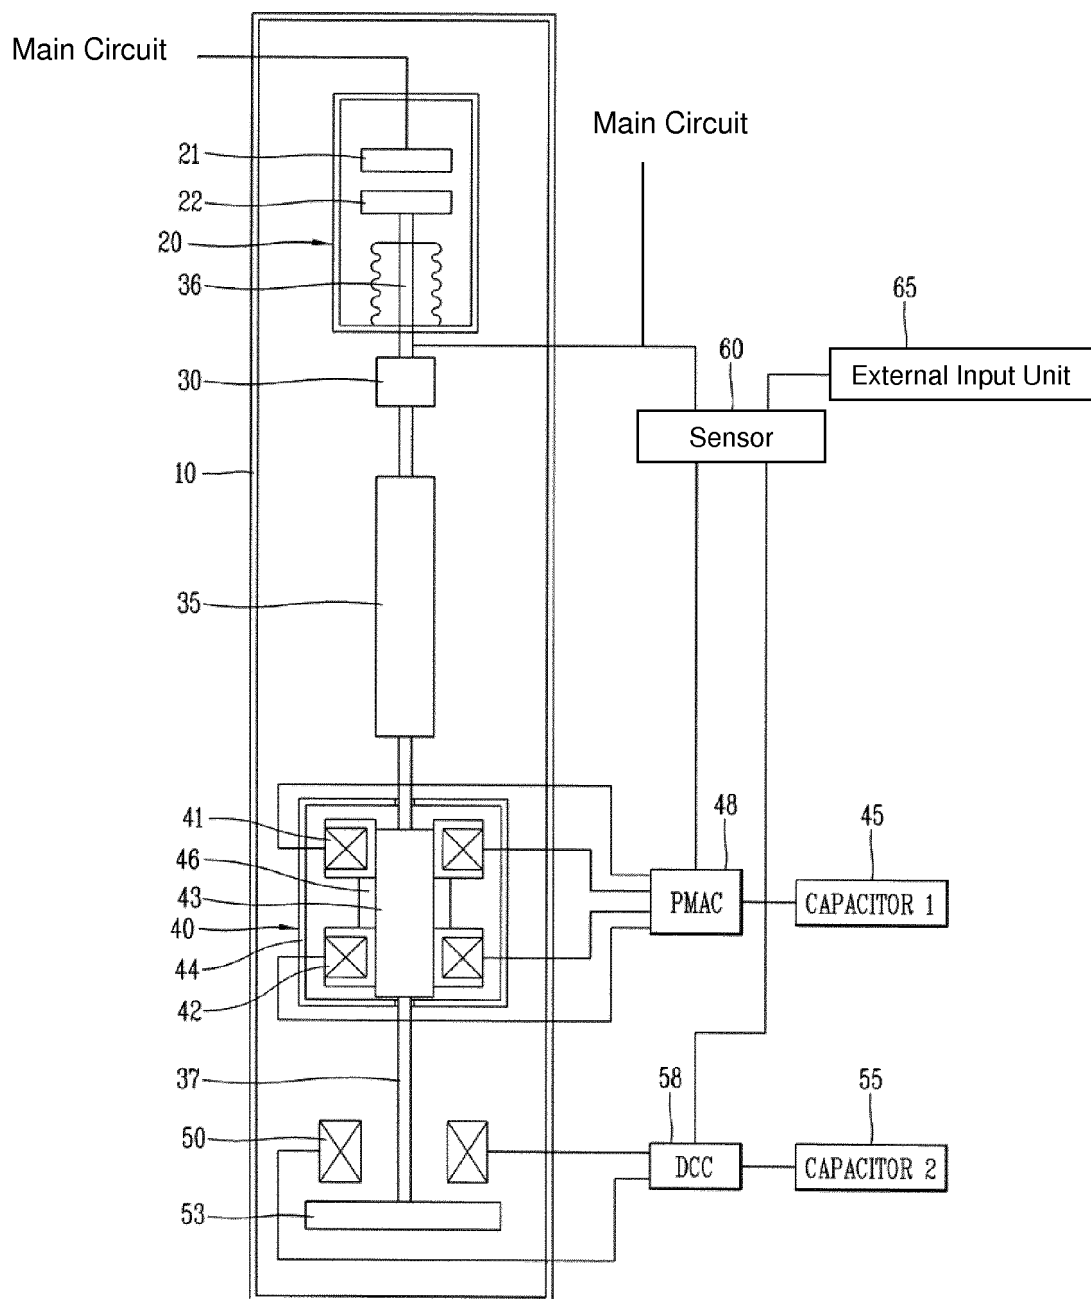 Main Circuit
Main Circuit
21
22
20
36
65
60
External Input Unit
30
Sensor
10
35
41
48
45
46
43
PMAC
CAPACITOR 1
40
44
42
37
58
55
50
DCC
CAPACITOR 2
53